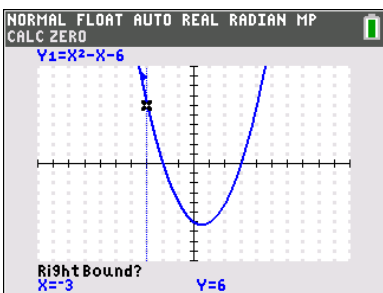 NORMAL FLOAT AUTO REAL RADIAN MP
CALC ZERO
Y₁=X²-X-6
Right Bound?
X=⁻3 Y=6